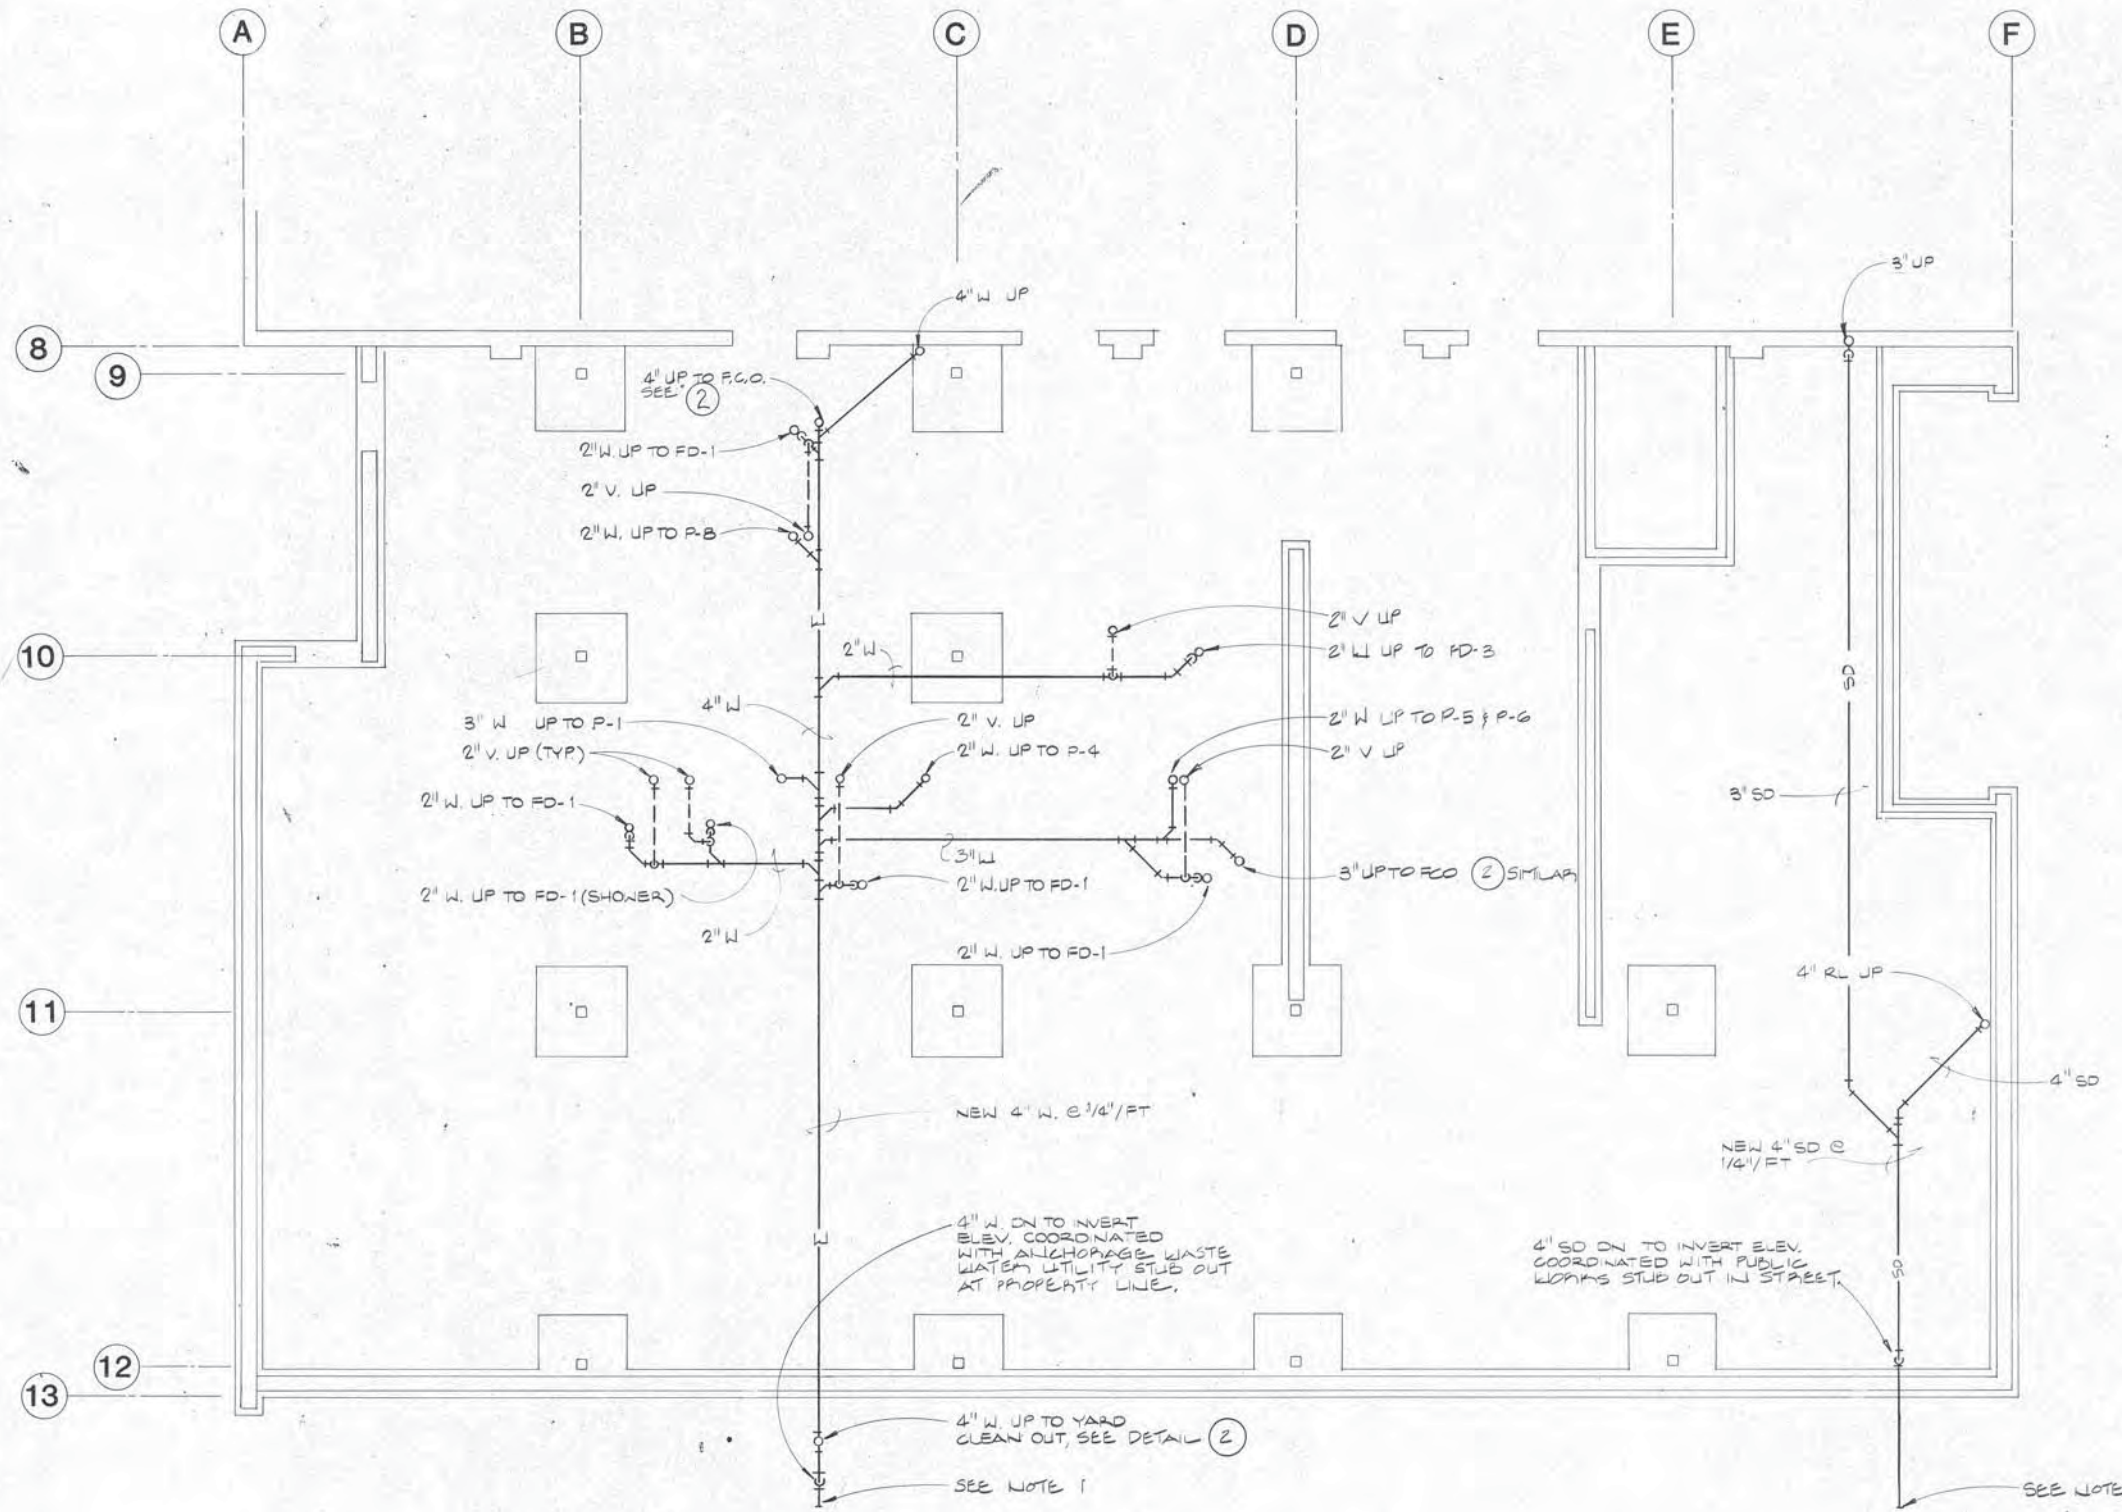 A
B
C
D
E
F
8
9
10
11
12
13
3" UP
4" W UP
4" UP TO F.C.O.
SEE 2
2" W. UP TO FD-1
2" V. UP
2" W. UP TO P-8
W
2" V UP
2" W
2" W UP TO FD-3
SD
4" W
3" W UP TO P-1
2" V. UP
2" W UP TO P-5 & P-6
2" V. UP (TYP.)
2" W. UP TO P-4
2" V UP
2" W. UP TO FD-1
3" SD
3" W
3" UP TO FCO 2 SIMILAR
2" W. UP TO FD-1
2" W. UP TO FD-1 (SHOWER)
2" W
2" W. UP TO FD-1
4" RL UP
4" SD
NEW 4" W. @ 1/4"/FT
NEW 4" SD @
1/4"/FT
W
4" W. DN TO INVERT
ELEV. COORDINATED
WITH ANCHORAGE WASTE
WATER UTILITY STUB OUT
AT PROPERTY LINE.
4" SD DN TO INVERT ELEV.
COORDINATED WITH PUBLIC
WORKS STUB OUT IN STREET.
SD
4" W. UP TO YARD
CLEAN OUT, SEE DETAIL 2
SEE NOTE 1
SEE NOTE